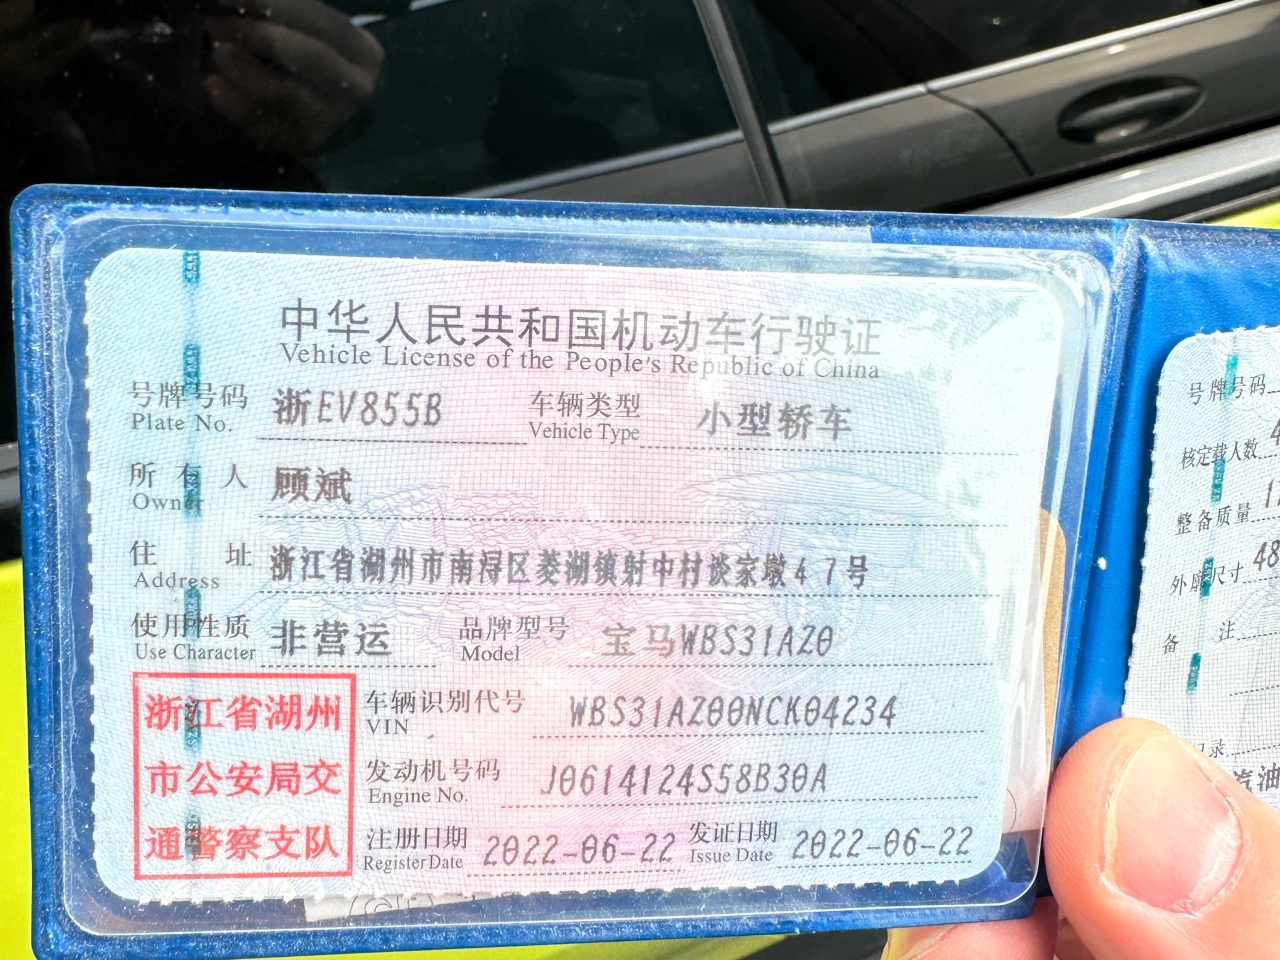 中华人民共和国机动车行驶证
Vehicle License of the People's Republic of China
号牌号码 浙EV855B 车辆类型 小型轿车
Plate No. Vehicle Type
所有人 顾斌
Owner
住址 浙江省湖州市南浔区菱湖镇射中村谈家墩47号
Address
使用性质 非营运 品牌型号 宝马WBS31AZ0
Use Character Model
浙江省湖州
市公安局交
通警察支队
车辆识别代号 WBS31AZ00NCK04234
VIN
发动机号码 J0614124S58B30A
Engine No.
注册日期 2022-06-22 发证日期 2022-06-22
Register Date Issue Date
号牌号码
核定载人数
整备质量
外廓尺寸 48
备注
汽油